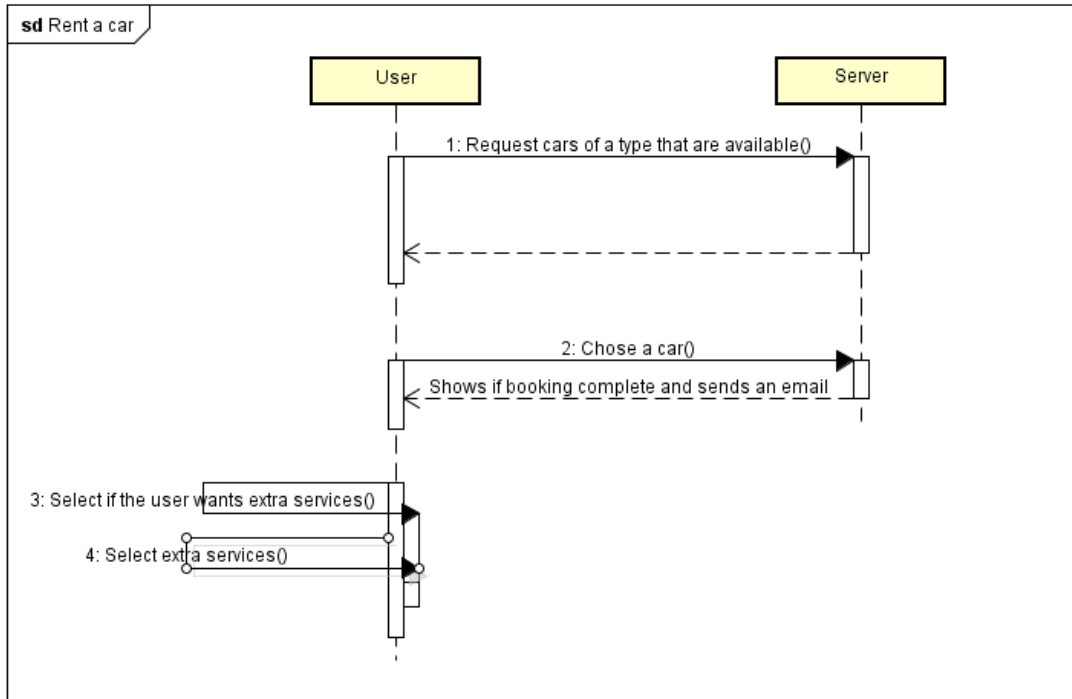 sd Rent a car
User
Server
1: Request cars of a type that are available()
2: Chose a car()
Shows if booking complete and sends an email
3: Select if the user wants extra services()
4: Select extra services()